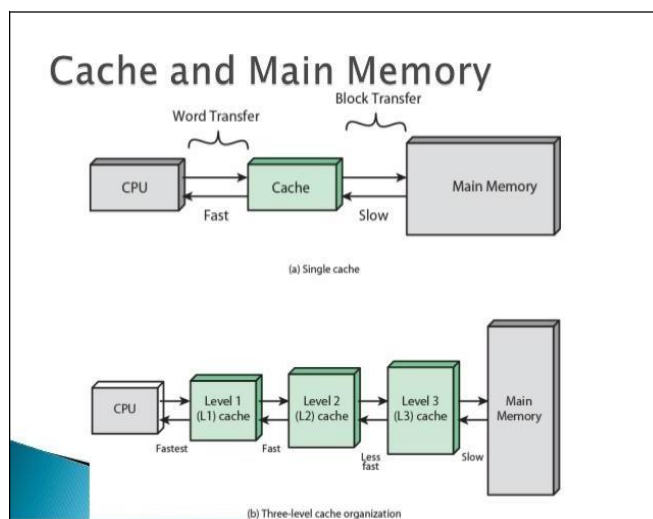 Cache and Main Memory
Block Transfer
Word Transfer
CPU
Cache
Main Memory
Fast
Slow
(a) Single cache
CPU
Level 1
(L1) cache
Level 2
(L2) cache
Level 3
(L3) cache
Main
Memory
Fastest
Fast
Less
fast
Slow
(b) Three-level cache organization